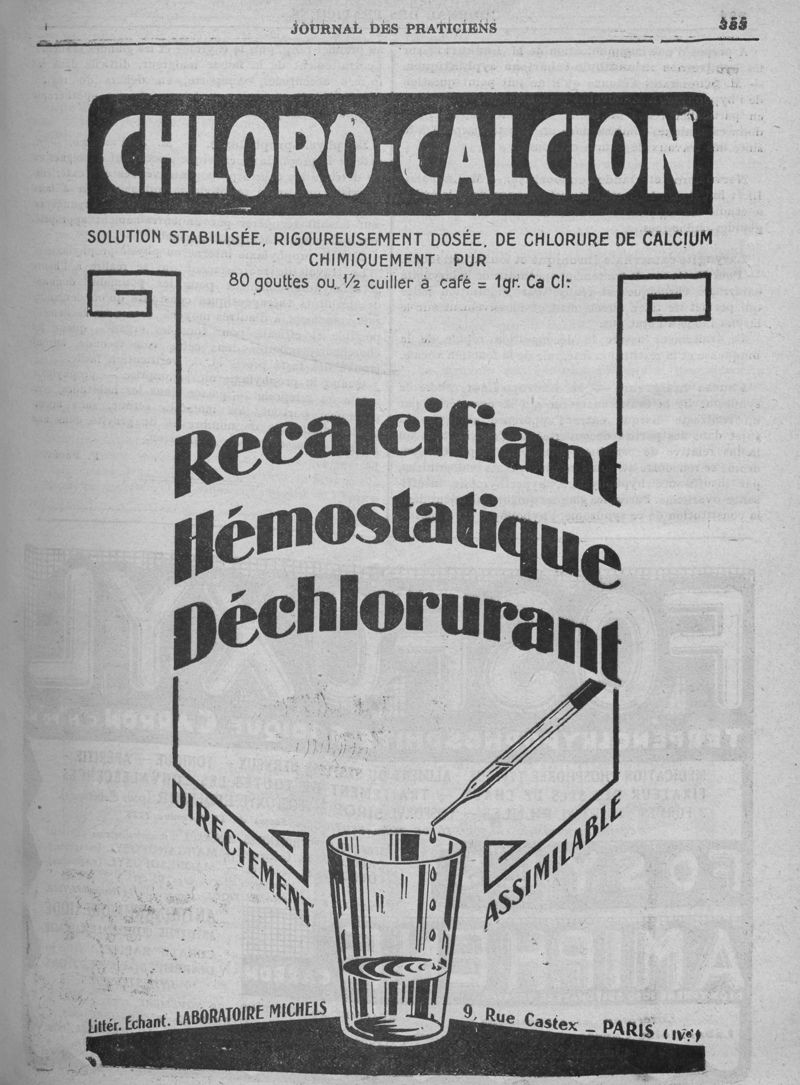 JOURNAL DES PRATICIENS
CHLORO-CALCION
SOLUTION STABILISÉE, RIGOUREUSEMENT DOSÉE, DE CHLORURE DE CALCIUM
CHIMIQUEMENT PUR
80 gouttes ou ½ cuiller à café = 1gr. Ca Cl²
Recalcifiant
Hémostatique
Déchlorurant
DIRECTEMENT
ASSIMILABLE
Littér. Echant. LABORATOIRE MICHELS
9, Rue Castex _ PARIS (IVᵉ)